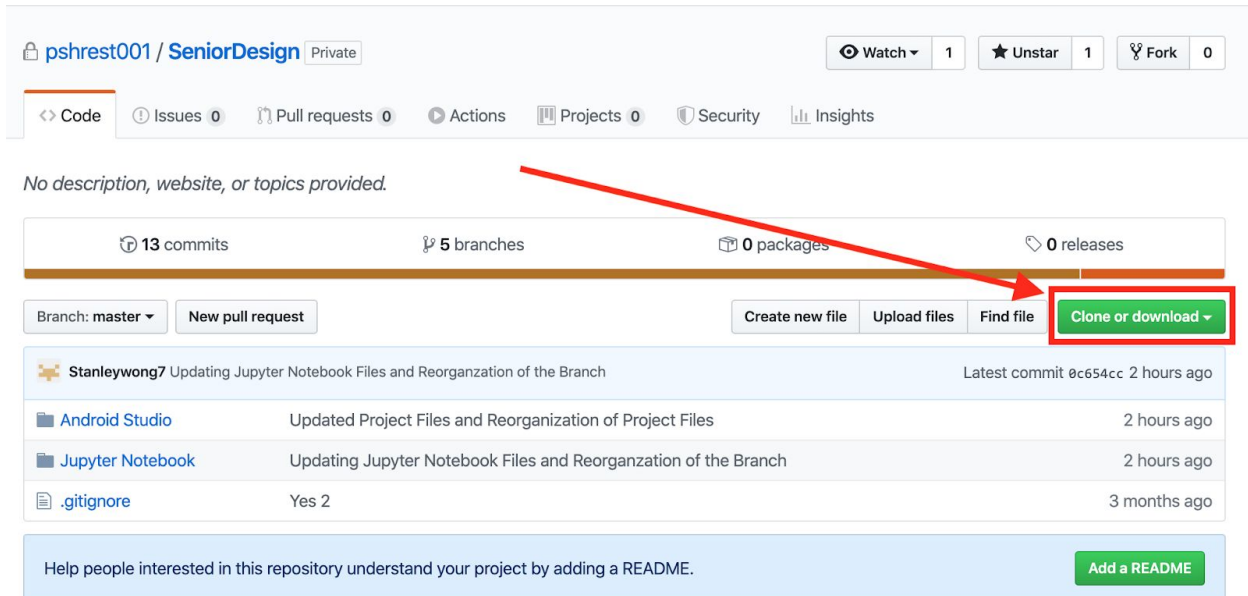 pshrest001 / SeniorDesign Private Watch 1 Unstar 1 Fork 0
Code Issues 0 Pull requests 0 Actions Projects 0 Security Insights
No description, website, or topics provided.
13 commits 5 branches 0 packages 0 releases
Branch: master New pull request Create new file Upload files Find file Clone or download
Stanleywong7 Updating Jupyter Notebook Files and Reorganzation of the Branch Latest commit 0c654cc 2 hours ago
Android Studio Updated Project Files and Reorganization of Project Files 2 hours ago
Jupyter Notebook Updating Jupyter Notebook Files and Reorganzation of the Branch 2 hours ago
.gitignore Yes 2 3 months ago
Help people interested in this repository understand your project by adding a README. Add a README